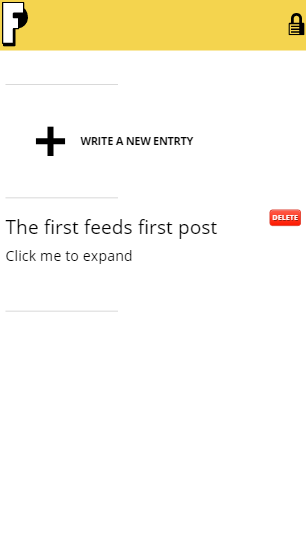 P
WRITE A NEW ENTRTY
DELETE
The first feeds first post
Click me to expand